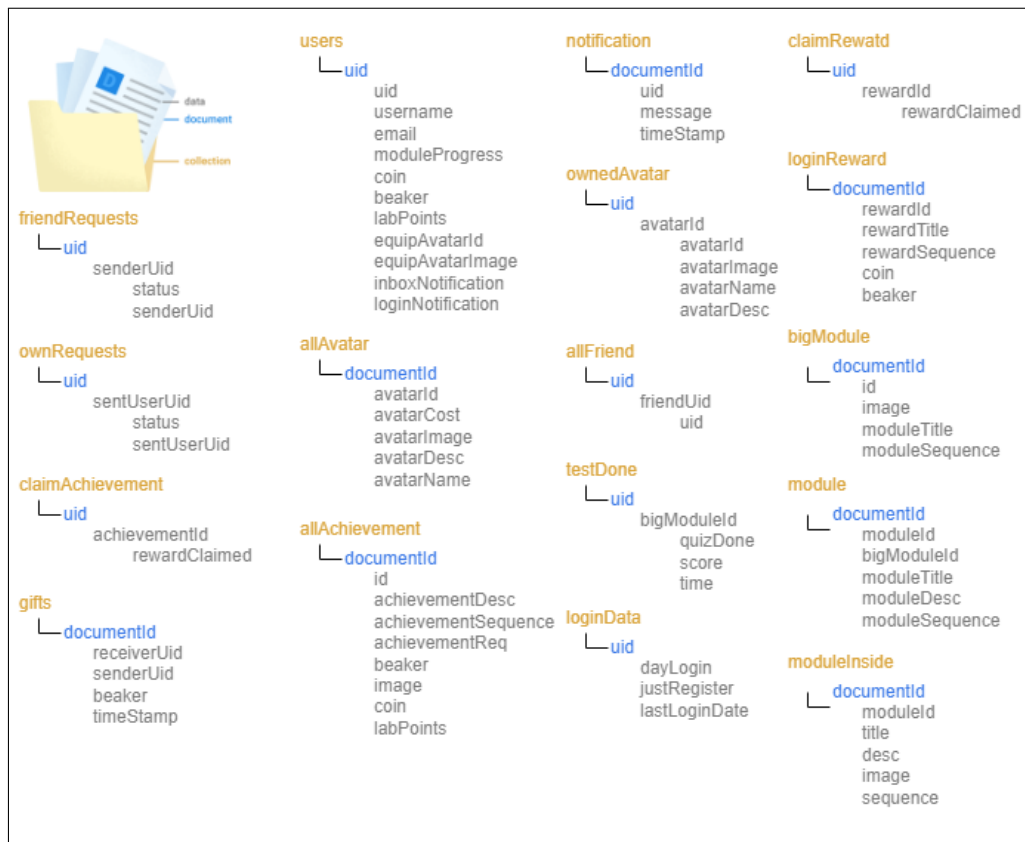 D
data
document
collection
friendRequests
uid
senderUid
status
senderUid
ownRequests
uid
sentUserUid
status
sentUserUid
claimAchievement
uid
achievementId
rewardClaimed
gifts
documentId
receiverUid
senderUid
beaker
timeStamp
users
uid
uid
username
email
moduleProgress
coin
beaker
labPoints
equipAvatarId
equipAvatarImage
inboxNotification
loginNotification
allAvatar
documentId
avatarId
avatarCost
avatarImage
avatarDesc
avatarName
allAchievement
documentId
id
achievementDesc
achievementSequence
achievementReq
beaker
image
coin
labPoints
notification
documentId
uid
message
timeStamp
ownedAvatar
uid
avatarId
avatarId
avatarImage
avatarName
avatarDesc
allFriend
uid
friendUid
uid
testDone
uid
bigModuleId
quizDone
score
time
loginData
uid
dayLogin
justRegister
lastLoginDate
claimRewatd
uid
rewardId
rewardClaimed
loginReward
documentId
rewardId
rewardTitle
rewardSequence
coin
beaker
bigModule
documentId
id
image
moduleTitle
moduleSequence
module
documentId
moduleId
bigModuleId
moduleTitle
moduleDesc
moduleSequence
moduleInside
documentId
moduleId
title
desc
image
sequence